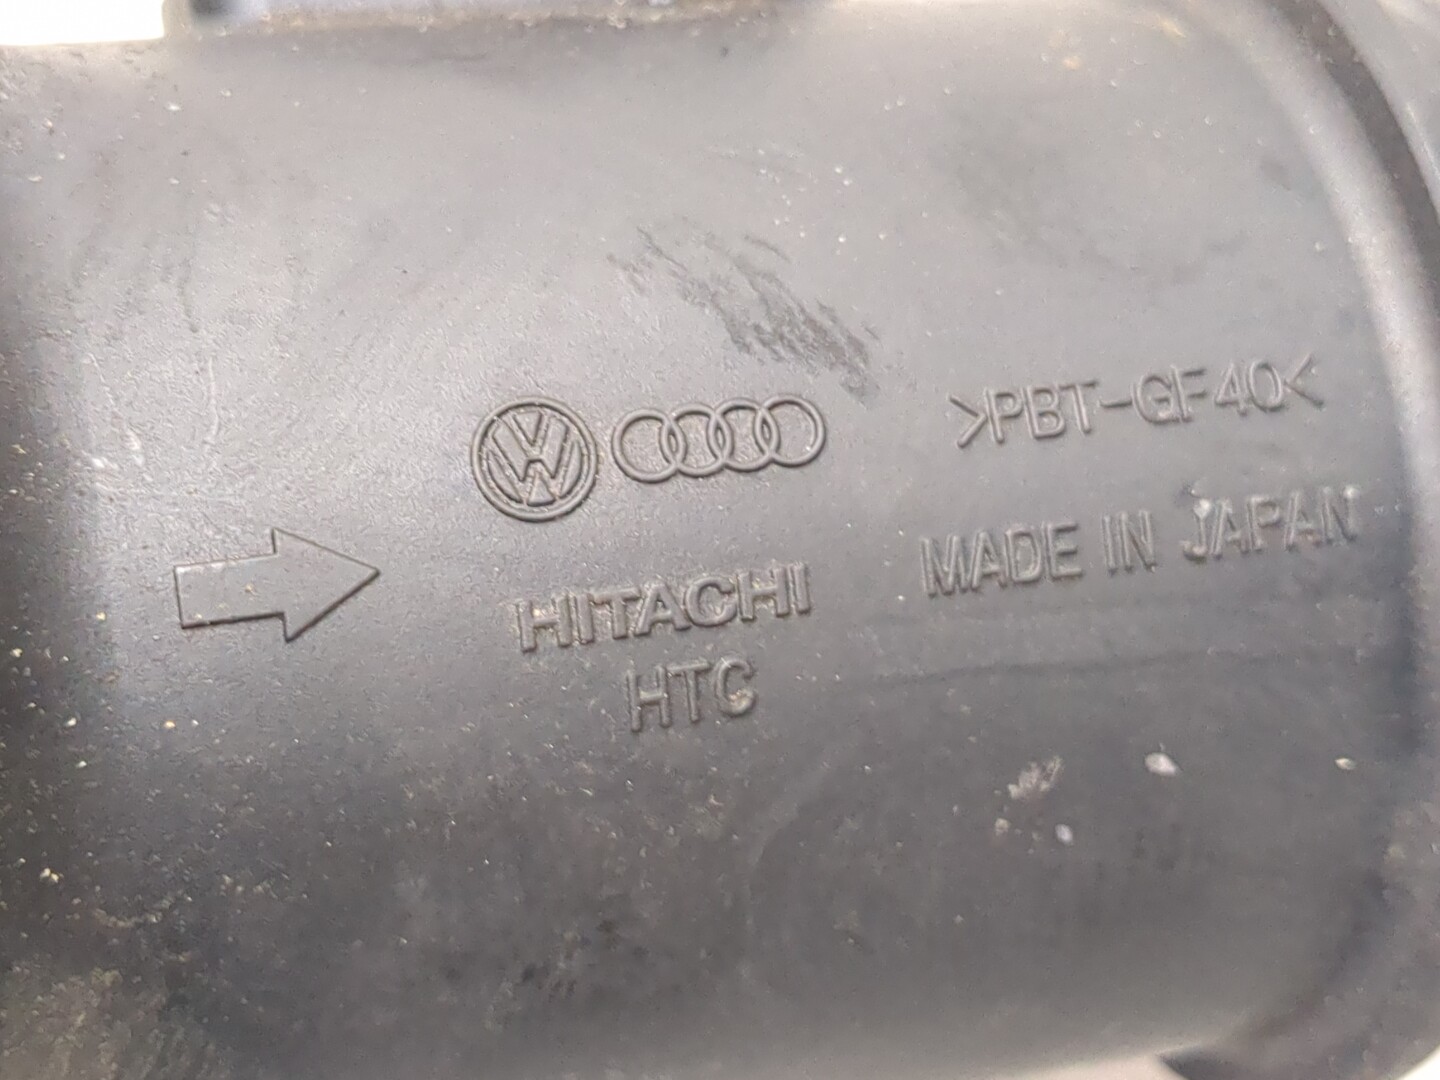 >PBT-GF40<
MADE IN JAPAN
HITACHI
HTC